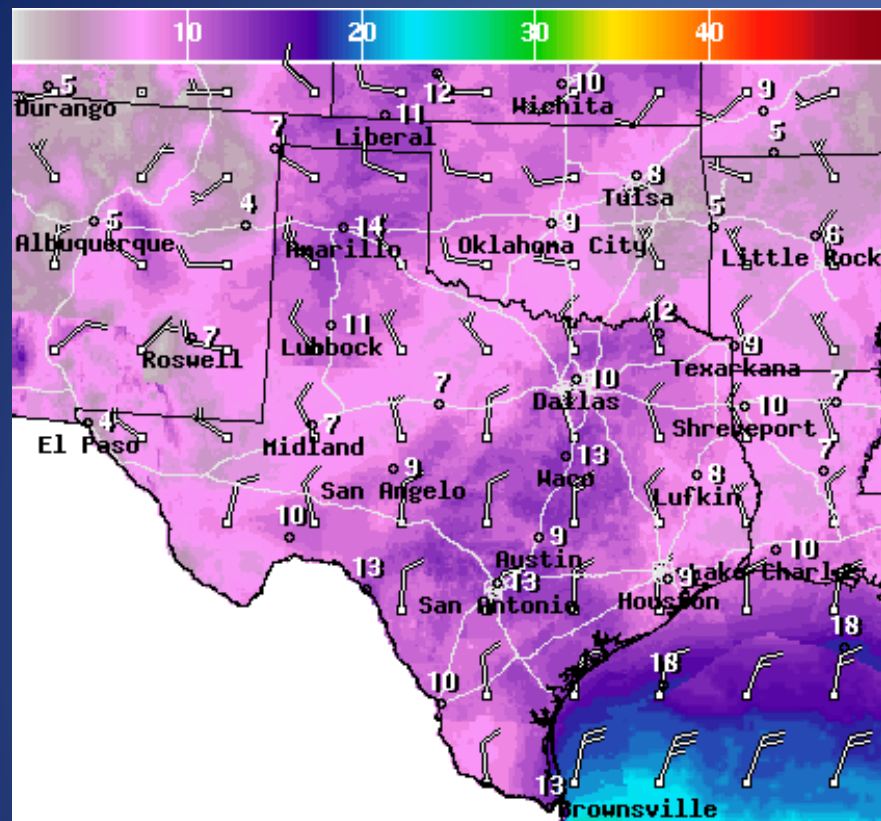 10 20 30 40
5 12 10 9
Durango Wichita
11
Liberal
7 5
8
Tulsa
5 4 14 9 5 6
Albuquerque Amarillo Oklahoma City Little Rock
7 11 12 9
Roswell Lubbock Texarkana
10
Dallas
7 10 7
4 7
El Paso Midland Shreveport
9 13 8 7
San Angelo Waco Lufkin
10 9 10
Austin Lake Charles
13 13 9
San Antonio Houston
18
18
10
13
Brownsville